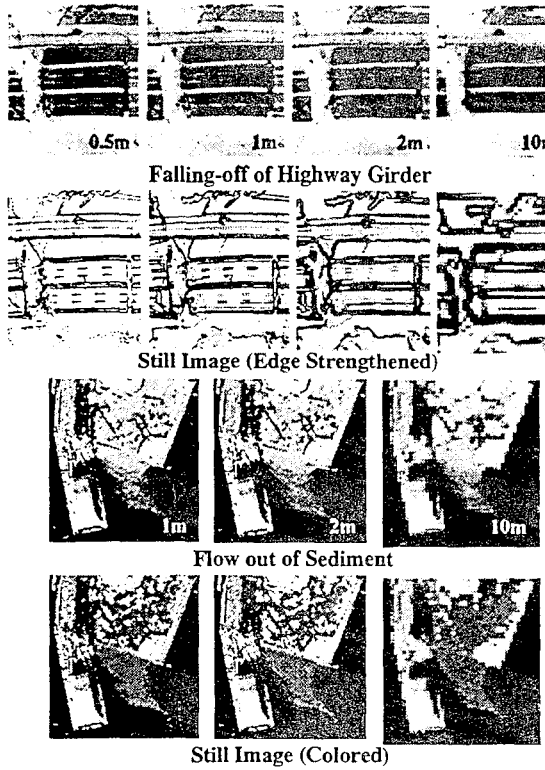 0.5m 1m 2m 10m
Falling-off of Highway Girder
Still Image (Edge Strengthened)
1m 2m 10m
Flow out of Sediment
Still Image (Colored)